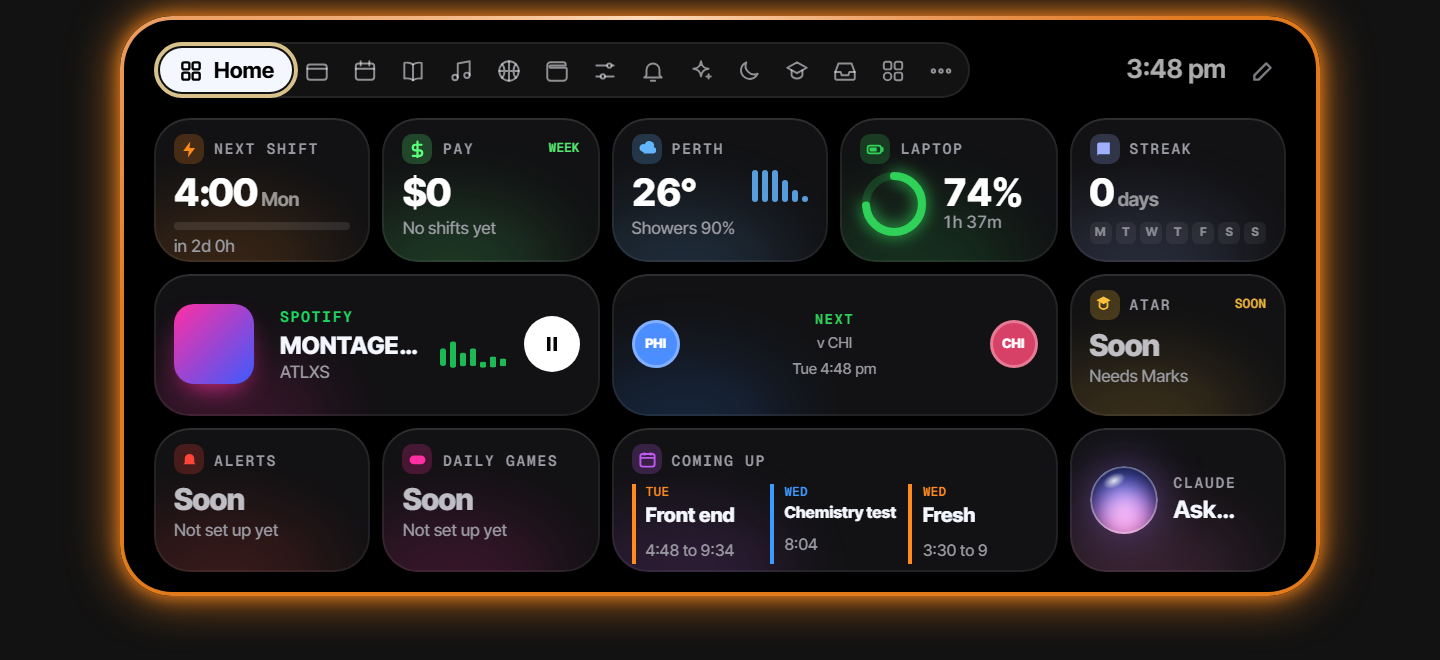 Home
3:48 pm
NEXT SHIFT
4:00 Mon
in 2d 0h
PAY
WEEK
$0
No shifts yet
PERTH
26°
Showers 90%
LAPTOP
74%
1h 37m
STREAK
0 days
M T W T F S S
SPOTIFY
MONTAGE...
ATLXS
PHI
NEXT
v CHI
Tue 4:48 pm
CHI
ATAR
SOON
Soon
Needs Marks
ALERTS
Soon
Not set up yet
DAILY GAMES
Soon
Not set up yet
COMING UP
TUE
Front end
4:48 to 9:34
WED
Chemistry test
8:04
WED
Fresh
3:30 to 9
CLAUDE
Ask...